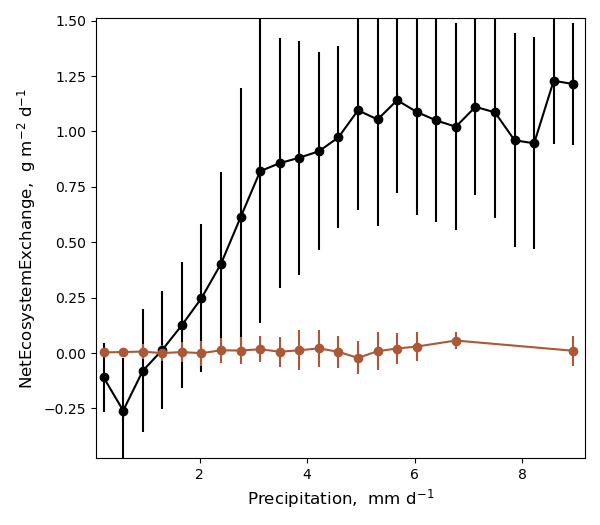 1.50
1.25
1.00
0.75
0.50
0.25
0.00
−0.25
NetEcosystemExchange, g m⁻² d⁻¹
2 4 6 8
Precipitation, mm d⁻¹